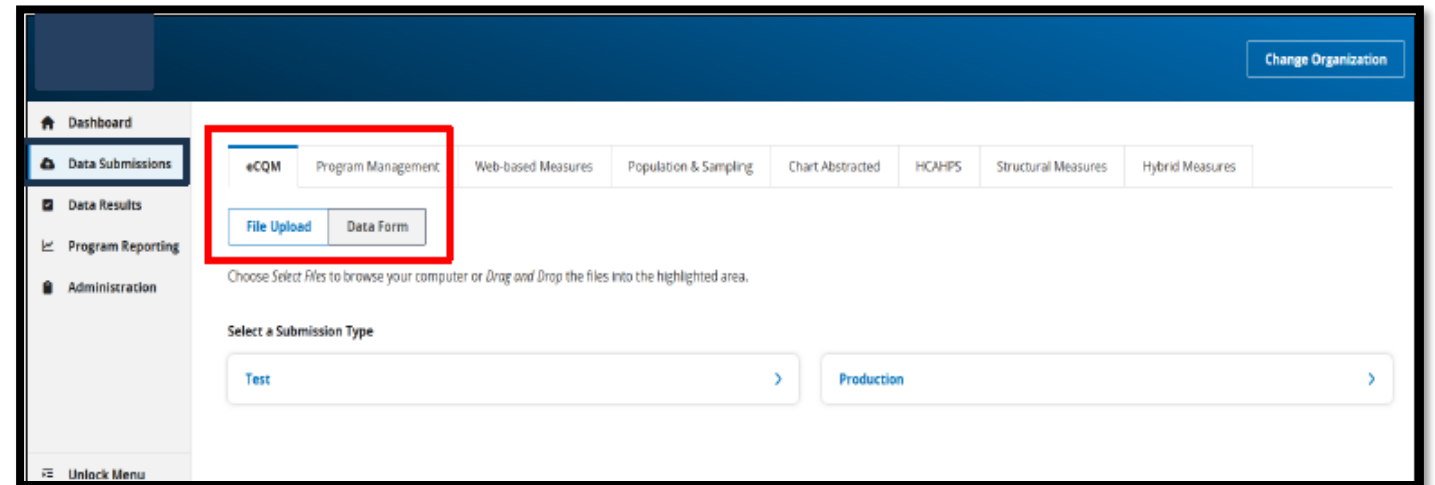 Change Organization
Dashboard
Data Submissions
Data Results
Program Reporting
Administration
Unlock Menu
eCQM Program Management Web-based Measures Population & Sampling Chart Abstracted HCAHPS Structural Measures Hybrid Measures
File Upload Data Form
Choose Select Files to browse your computer or Drag and Drop the files into the highlighted area.
Select a Submission Type
Test Production